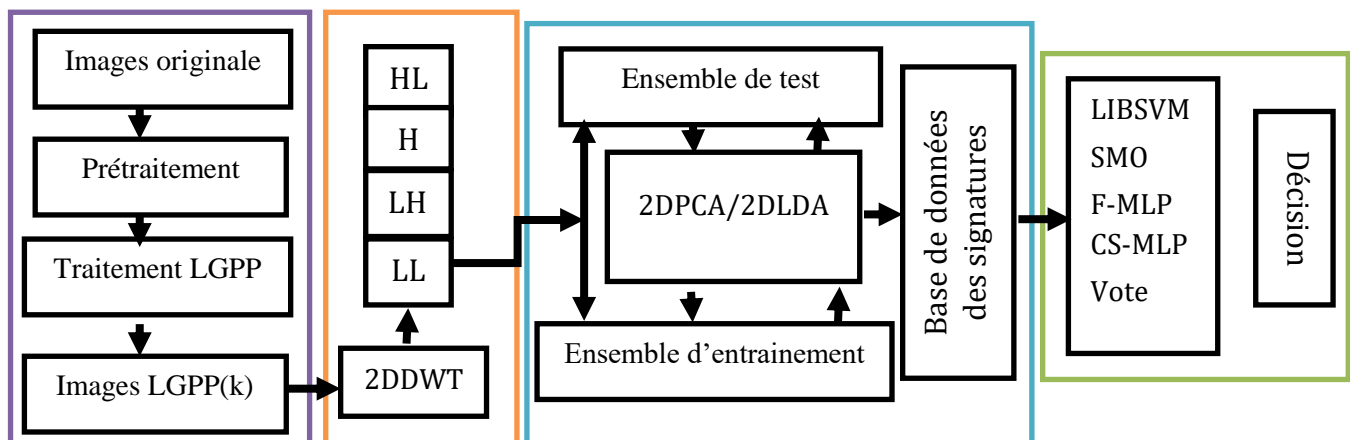 Images originale
Prétraitement
Traitement LGPP
Images LGPP(k)
HL
H
LH
LL
2DDWT
Ensemble de test
2DPCA/2DLDA
Ensemble d’entrainement
Base de données
des signatures
LIBSVM
SMO
F-MLP
CS-MLP
Vote
Décision